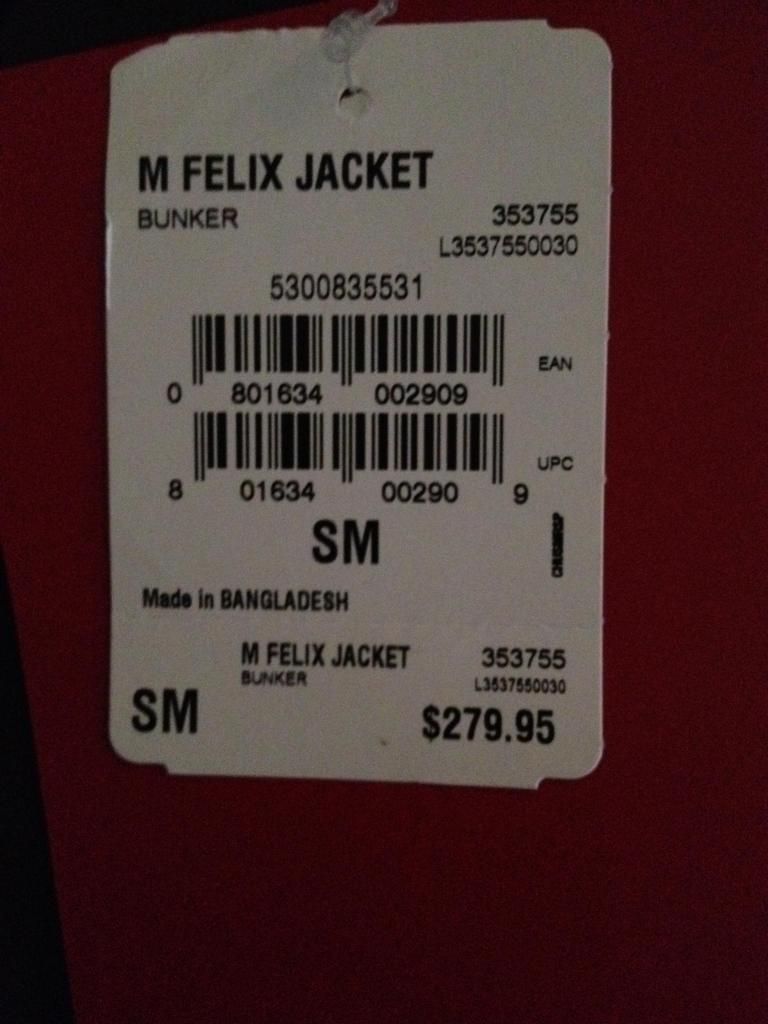 M FELIX JACKET
BUNKER 353755
L3537550030
5300835531
EAN
0 801634 002909
UPC
8 01634 00290 9
SM
Made in BANGLADESH
M FELIX JACKET 353755
BUNKER L3537550030
SM $279.95